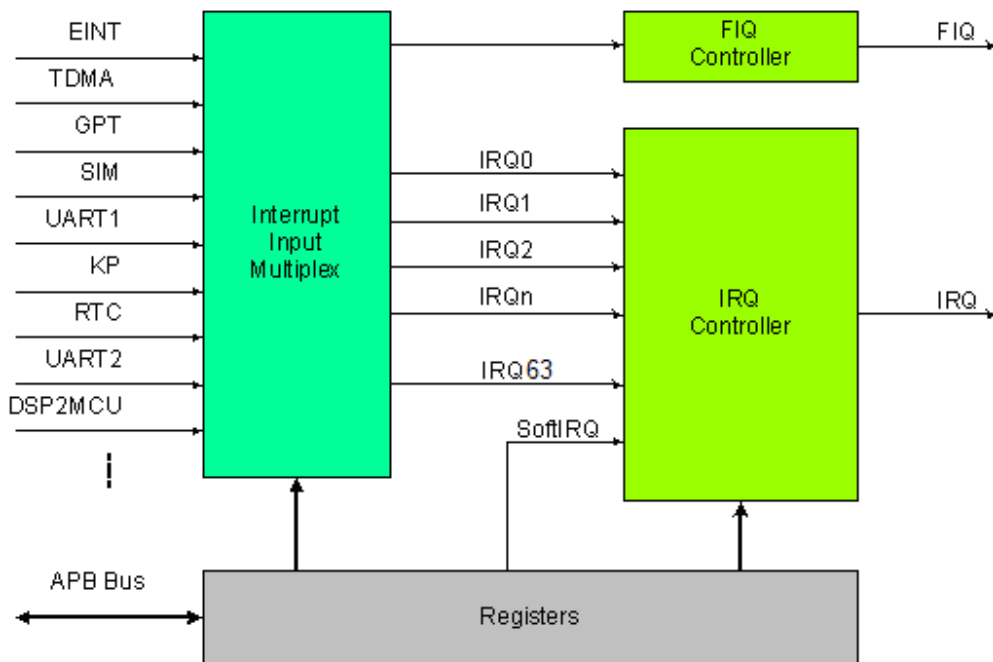 EINT
TDMA
GPT
SIM
UART1
KP
RTC
UART2
DSP2MCU
APB Bus
Interrupt
Input
Multiplex
IRQ0
IRQ1
IRQ2
IRQn
IRQ63
SoftIRQ
FIQ
Controller
FIQ
IRQ
Controller
IRQ
Registers